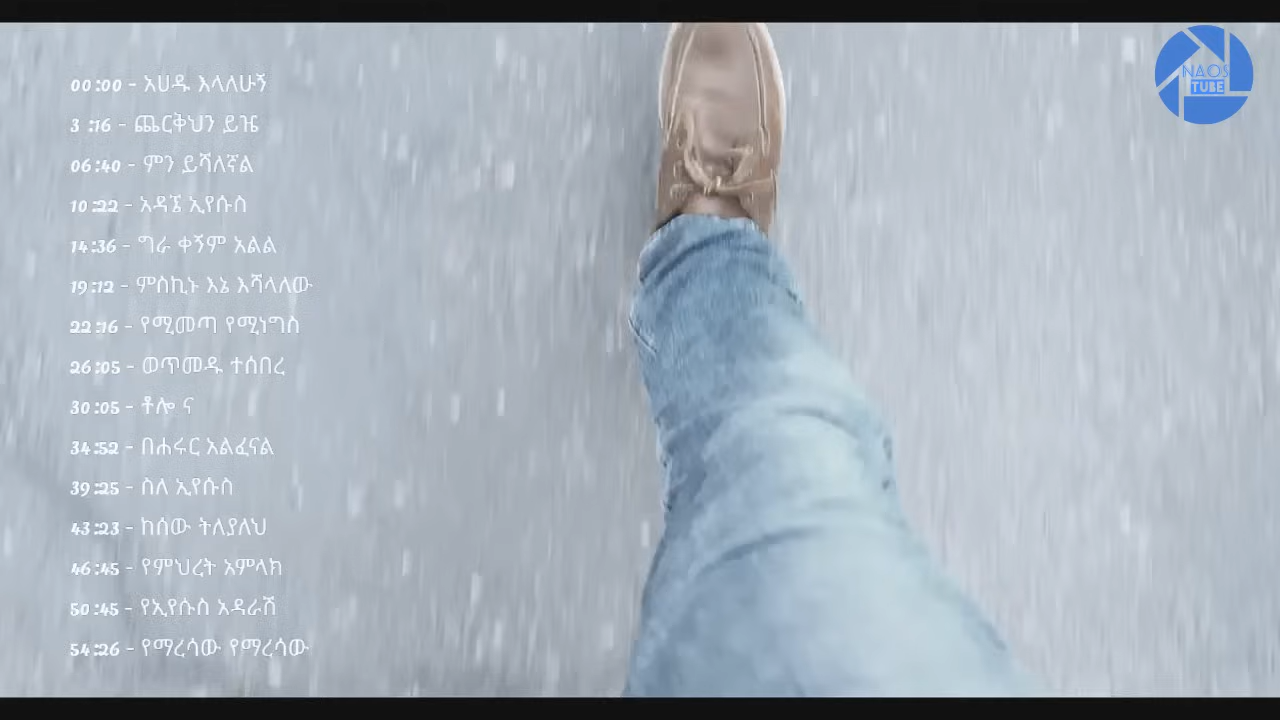 00:00 - አሀዱ እላለሁኝ
3 :16 - ጨርቅህን ይዤ
06:40 - ምን ይሻለኛል
10:22 - አዳኜ ኢየሱስ
14:36 - ግራ ቀኝም አልል
19:12 - ምስኪኑ እኔ እሻላለው
22:16 - የሚመጣ የሚነግስ
26:05 - ወጥመዱ ተሰበረ
30:05 - ቶሎ ና
34:52 - በሐሩር አልፈናል
39:25 - ስለ ኢየሱስ
43:23 - ከሰው ትለያለህ
46:45 - የምህረት አምላክ
50:45 - የኢየሱስ አዳራሽ
54:26 - የማረሳው የማረሳው
NAOS
TUBE